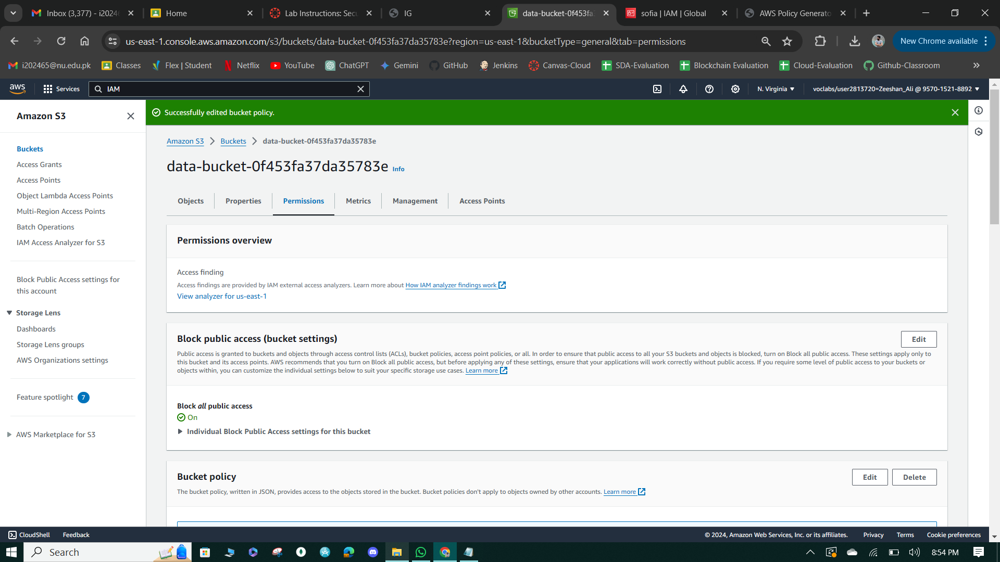 Inbox (3,377) - i20246
Home
Lab Instructions: Secu
IG
data-bucket-0f453fa
sofia | IAM | Global
AWS Policy Generato
us-east-1.console.aws.amazon.com/s3/buckets/data-bucket-0f453fa37da35783e?region=us-east-1&bucketType=general&tab=permissions
New Chrome available
i202465@nu.edu.pk
Classes
Flex | Student
Netflix
YouTube
ChatGPT
Gemini
GitHub
Jenkins
Canvas-Cloud
SDA-Evaluation
Blockchain Evaluation
Cloud-Evaluation
Github-Classroom
aws
Services
IAM
N. Virginia
voclabs/user2813720=Zeeshan_Ali @ 9570-1521-8892
Amazon S3
Buckets
Access Grants
Access Points
Object Lambda Access Points
Multi-Region Access Points
Batch Operations
IAM Access Analyzer for S3
Block Public Access settings for
this account
Storage Lens
Dashboards
Storage Lens groups
AWS Organizations settings
Feature spotlight 7
AWS Marketplace for S3
Successfully edited bucket policy.
Amazon S3 > Buckets > data-bucket-0f453fa37da35783e
data-bucket-0f453fa37da35783e Info
Objects
Properties
Permissions
Metrics
Management
Access Points
Permissions overview
Access finding
Access findings are provided by IAM external access analyzers. Learn more about How IAM analyzer findings work
View analyzer for us-east-1
Block public access (bucket settings)
Edit
Public access is granted to buckets and objects through access control lists (ACLs), bucket policies, access point policies, or all. In order to ensure that public access to all your S3 buckets and objects is blocked, turn on Block all public access. These settings apply only to
this bucket and its access points. AWS recommends that you turn on Block all public access, but before applying any of these settings, ensure that your applications will work correctly without public access. If you require some level of public access to your buckets or
objects within, you can customize the individual settings below to suit your specific storage use cases. Learn more
Block all public access
On
Individual Block Public Access settings for this bucket
Bucket policy
Edit
Delete
The bucket policy, written in JSON, provides access to the objects stored in the bucket. Bucket policies don't apply to objects owned by other accounts. Learn more
CloudShell
Feedback
© 2024, Amazon Web Services, Inc. or its affiliates.
Privacy
Terms
Cookie preferences
Search
8:54 PM